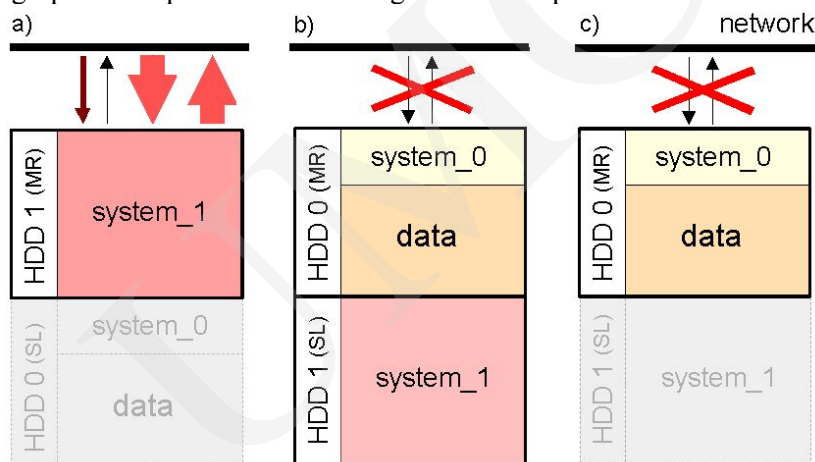 a)
b)
c)
network
HDD 1 (MR)
system_1
HDD 0 (SL)
system_0
data
HDD 0 (MR)
system_0
data
HDD 1 (SL)
system_1
HDD 0 (MR)
system_0
data
HDD 1 (SL)
system_1